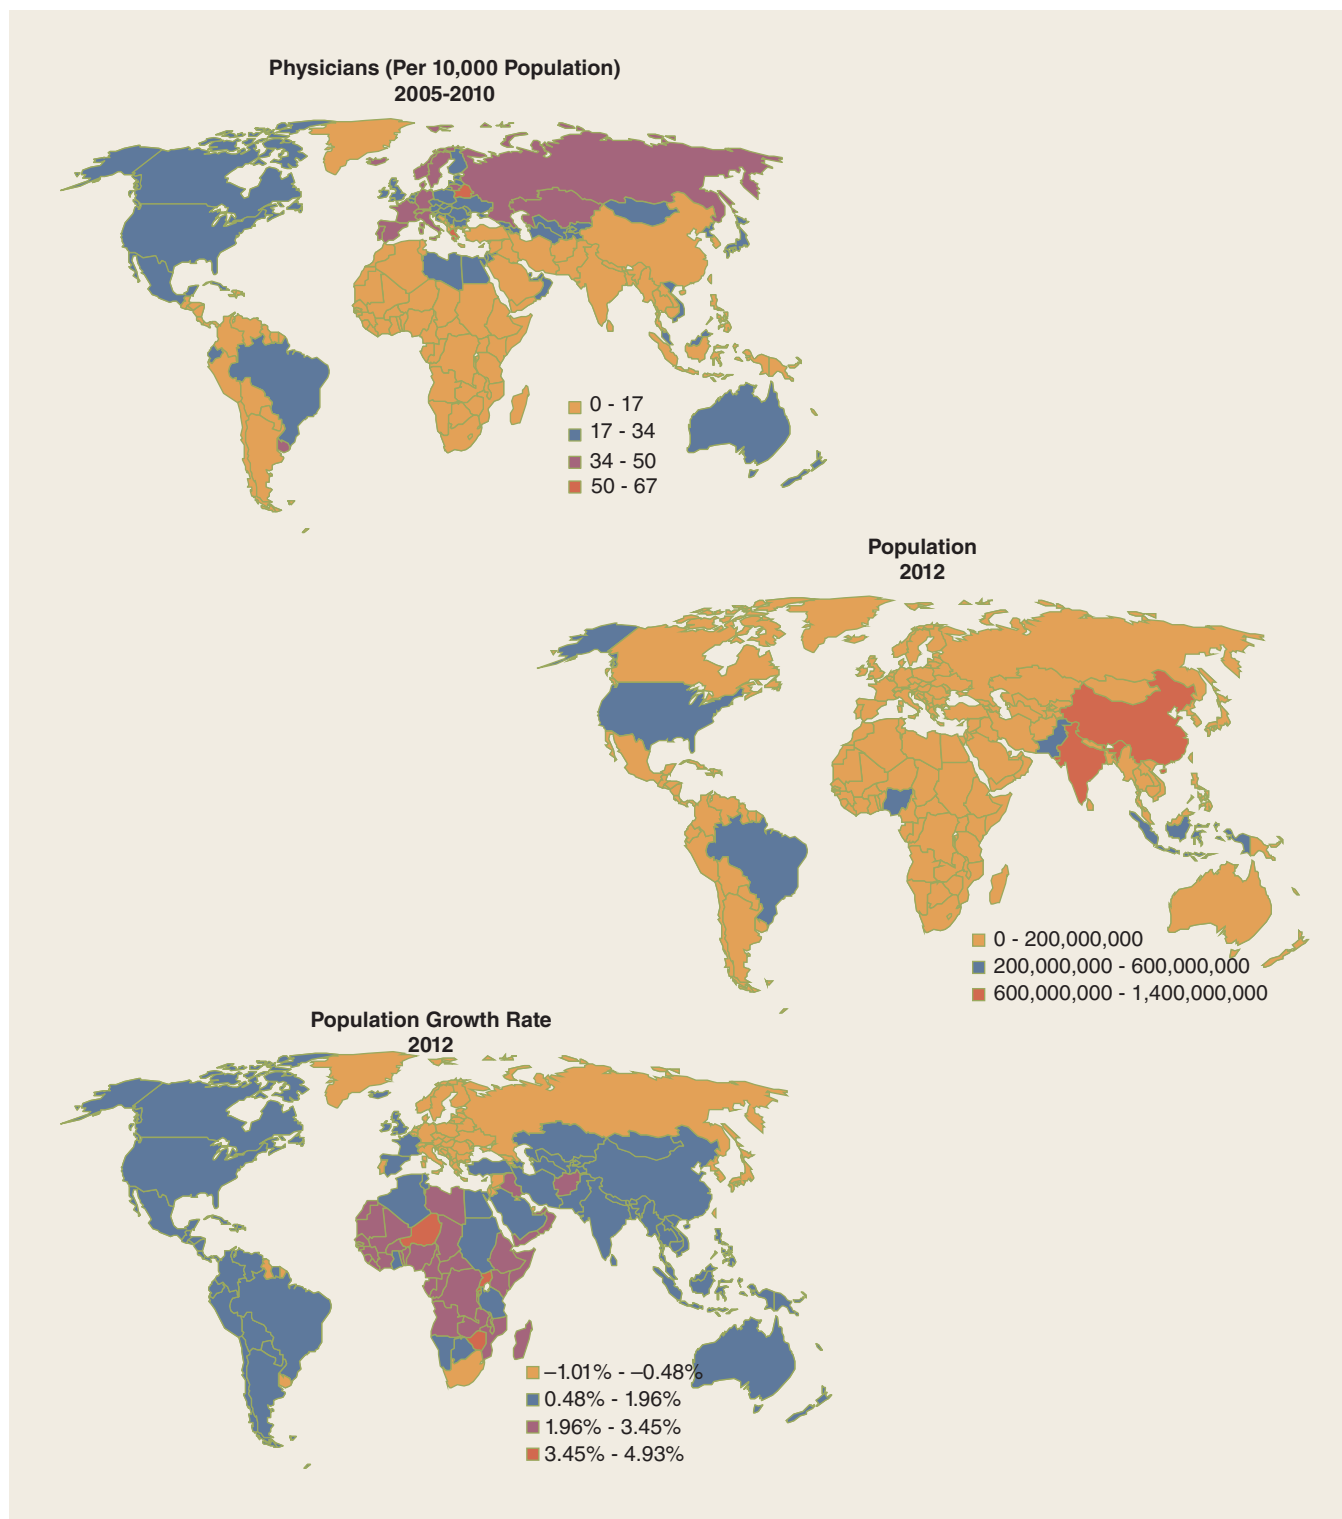 Physicians (Per 10,000 Population)
2005-2010
0 - 17
17 - 34
34 - 50
50 - 67
Population
2012
0 - 200,000,000
200,000,000 - 600,000,000
600,000,000 - 1,400,000,000
Population Growth Rate
2012
–1.01% - –0.48%
0.48% - 1.96%
1.96% - 3.45%
3.45% - 4.93%